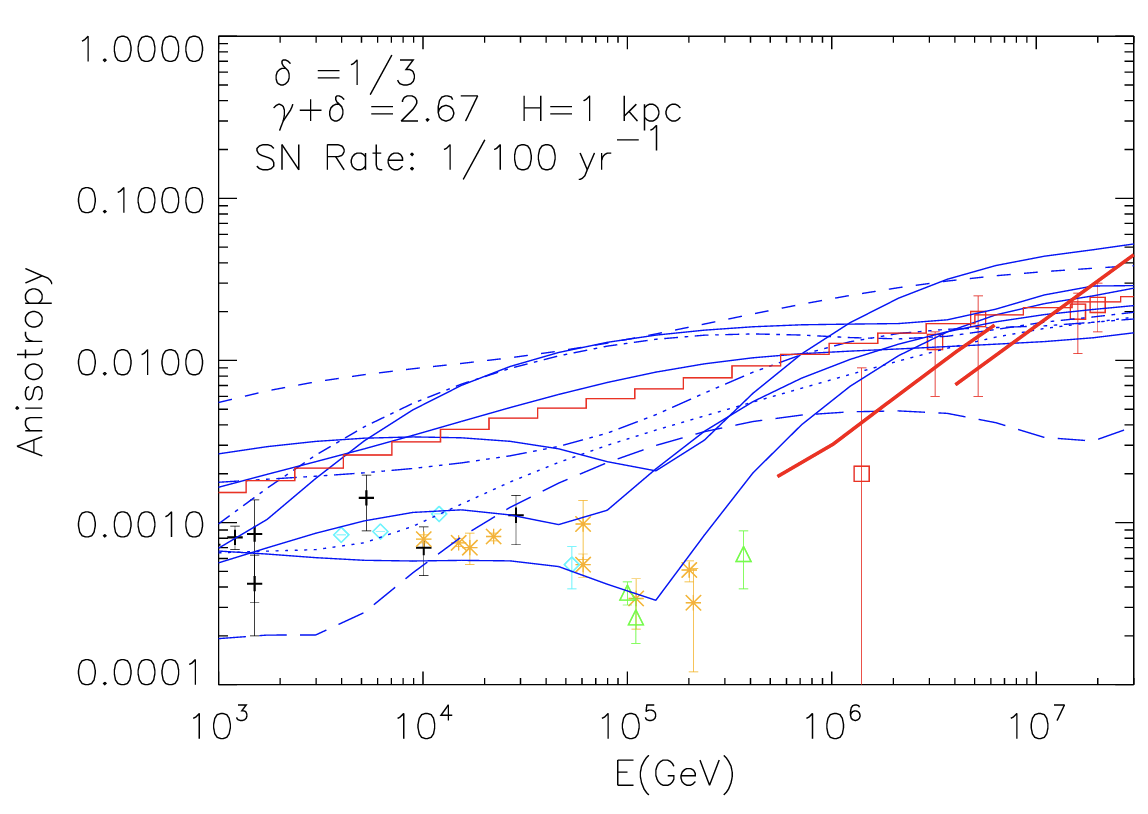 1.0000
δ =1/3
γ+δ =2.67 H=1 kpc
SN Rate: 1/100 yr⁻¹
0.1000
Anisotropy
0.0100
0.0010
0.0001
10³ 10⁴ 10⁵ 10⁶ 10⁷
E(GeV)